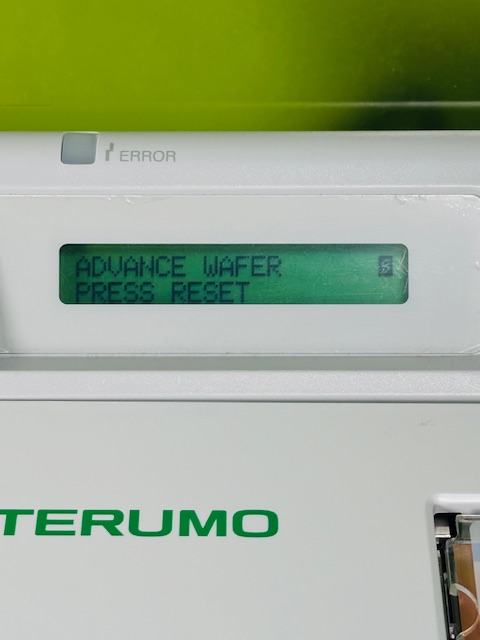 ERROR
ADVANCE WAFER S
PRESS RESET
TERUMO